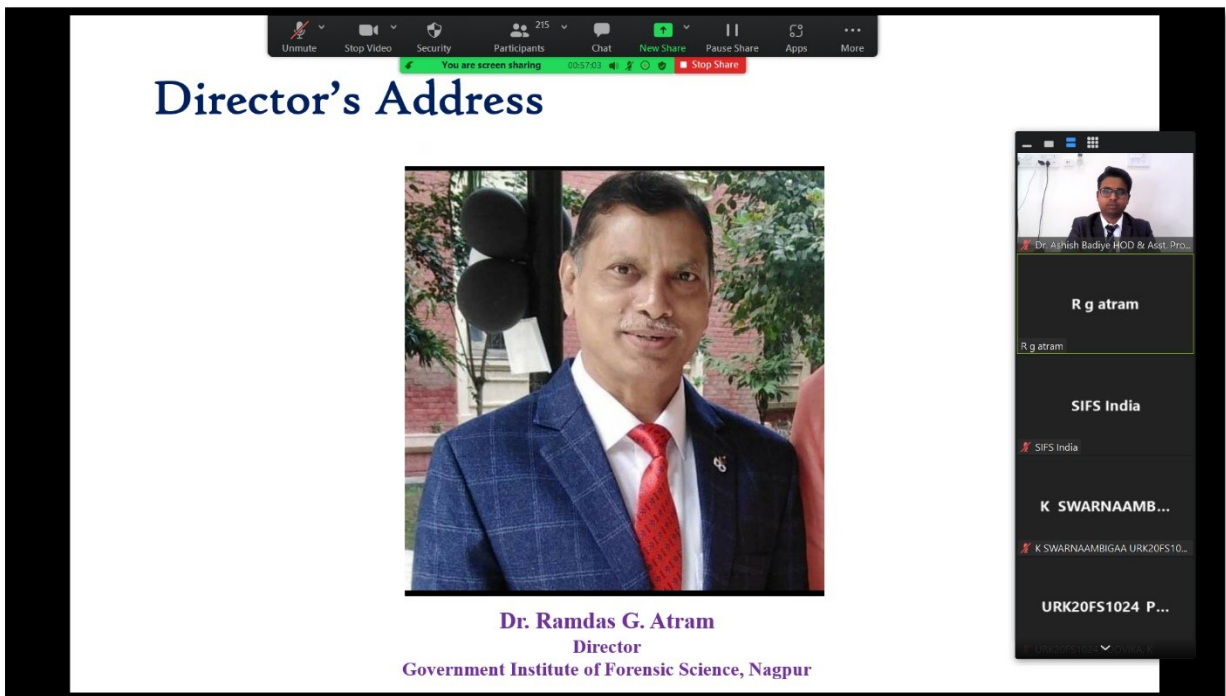 215
Unmute
Stop Video
Security
Participants
Chat
New Share
Pause Share
Apps
More
You are screen sharing 00:57:03 Stop Share
Director's Address
Dr. Ashish Badiye HOD & Asst. Pro...
R g atram
R g atram
SIFS India
SIFS India
K SWARNAAMB...
K SWARNAAMBIGAA URK20FS10...
URK20FS1024 P...
Dr. Ramdas G. Atram
Director
Government Institute of Forensic Science, Nagpur